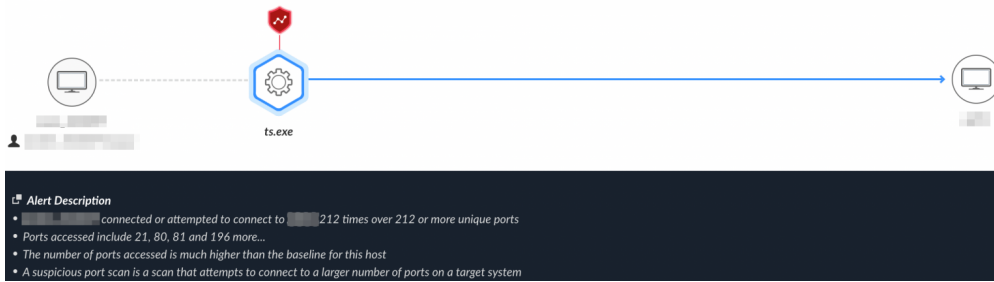 ts.exe
Alert Description
• connected or attempted to connect to 212 times over 212 or more unique ports
• Ports accessed include 21, 80, 81 and 196 more...
• The number of ports accessed is much higher than the baseline for this host
• A suspicious port scan is a scan that attempts to connect to a larger number of ports on a target system